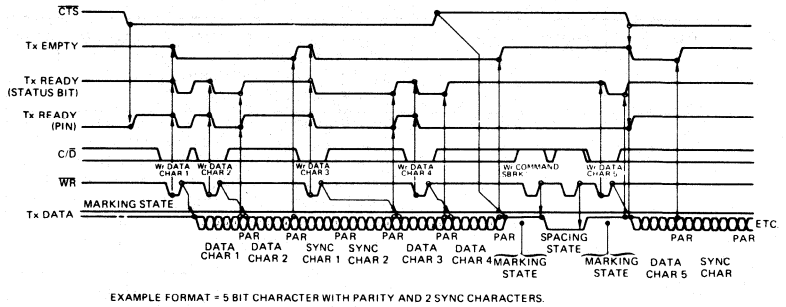 CTS
Tx EMPTY
Tx READY
(STATUS BIT)
Tx READY
(PIN)
C/D
Wr DATA
CHAR 1
Wr DATA
CHAR 2
Wr DATA
CHAR 3
Wr DATA
CHAR 4
Wr COMMAND
SBRK
Wr DATA
CHAR 5
WR
MARKING STATE
Tx DATA
ETC.
PAR
PAR
PAR
PAR
PAR
PAR
PAR
PAR
DATA
CHAR 1
DATA
CHAR 2
SYNC
CHAR 1
SYNC
CHAR 2
DATA
CHAR 3
DATA
CHAR 4
MARKING
STATE
SPACING
STATE
MARKING
STATE
DATA
CHAR 5
SYNC
CHAR
EXAMPLE FORMAT = 5 BIT CHARACTER WITH PARITY AND 2 SYNC CHARACTERS.